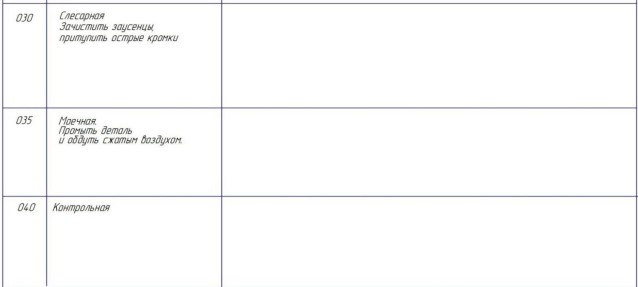 030
Слесарная
Зачистить заусенцы,
притупить острые кромки
035
Моечная.
Промыть деталь
и обдуть сжатым воздухом.
040
Контрольная